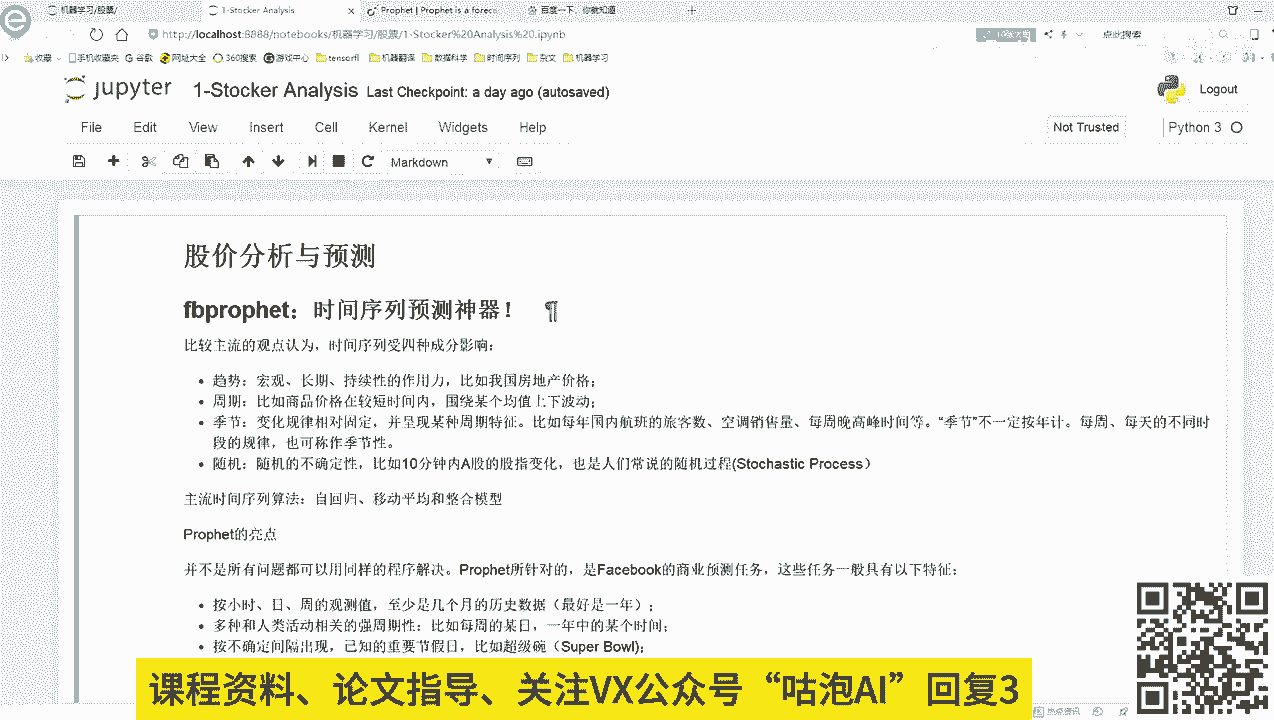 机器学习/股票/
1-Stocker Analysis
Prophet | Prophet is a foreca
百度一下，你就知道
http://localhost:8888/notebooks/机器学习/股票/1-Stocker%20Analysis%20.ipynb
点此搜索
收藏 手机收藏夹 谷歌 网址大全 360搜索 游戏中心 tensorfl 机器翻译 数据科学 时间序列 杂文 机器学习
jupyter 1-Stocker Analysis Last Checkpoint: a day ago (autosaved)
Logout
File Edit View Insert Cell Kernel Widgets Help
Not Trusted
Python 3
Markdown
股价分析与预测
fbprophet：时间序列预测神器！ ¶
比较主流的观点认为，时间序列受四种成分影响：
• 趋势：宏观、长期、持续性的作用力，比如我国房地产价格；
• 周期：比如商品价格在较短时间内，围绕某个均值上下波动；
• 季节：变化规律相对固定，并呈现某种周期特征。比如每年国内航班的旅客数、空调销售量、每周晚高峰时间等。“季节”不一定按年计。每周、每天的不同时
段的规律，也可称作季节性。
• 随机：随机的不确定性，比如10分钟内A股的股指变化，也是人们常说的随机过程(Stochastic Process）
主流时间序列算法：自回归、移动平均和整合模型
Prophet的亮点
并不是所有问题都可以用同样的程序解决。Prophet所针对的，是Facebook的商业预测任务，这些任务一般具有以下特征：
• 按小时、日、周的观测值，至少是几个月的历史数据（最好是一年）；
• 多种和人类活动相关的强周期性：比如每周的某日，一年中的某个时间；
• 按不确定间隔出现，已知的重要节假日，比如超级碗（Super Bowl)；
课程资料、论文指导、关注VX公众号“咕泡AI”回复3